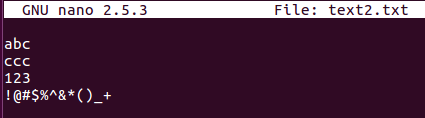 GNU nano 2.5.3 File: text2.txt
abc
ccc
123
!@#$%^&*()_+